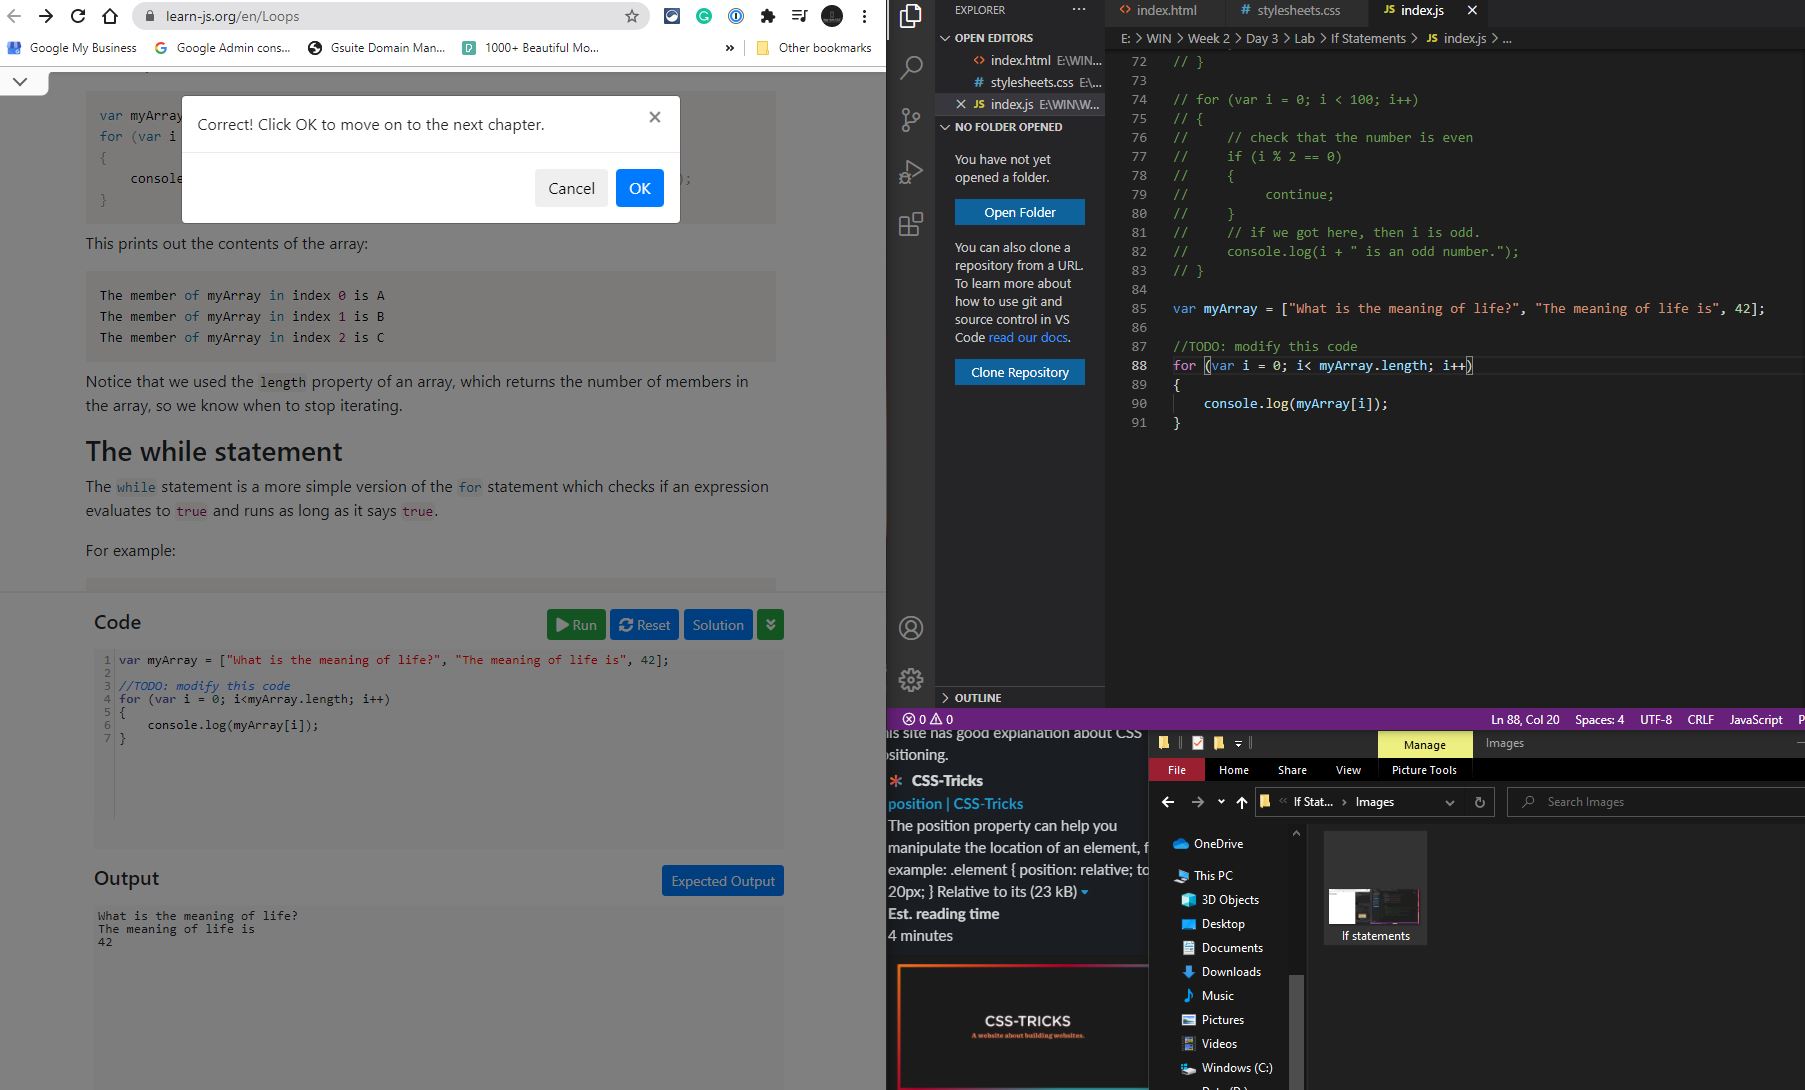 learn-js.org/en/Loops
Google My Business
Google Admin cons...
Gsuite Domain Man...
1000+ Beautiful Mo...
»
Other bookmarks
var myArray
for (var i
{
console
);
}
Correct! Click OK to move on to the next chapter.
×
Cancel
OK
This prints out the contents of the array:
The member of myArray in index 0 is A
The member of myArray in index 1 is B
The member of myArray in index 2 is C
Notice that we used the length property of an array, which returns the number of members in
the array, so we know when to stop iterating.
The while statement
The while statement is a more simple version of the for statement which checks if an expression
evaluates to true and runs as long as it says true.
For example:
Code
Run
Reset
Solution
1 var myArray = ["What is the meaning of life?", "The meaning of life is", 42];
2
3 //TODO: modify this code
4 for (var i = 0; i<myArray.length; i++)
5 {
6 console.log(myArray[i]);
7 }
Output
Expected Output
What is the meaning of life?
The meaning of life is
42
EXPLORER
...
OPEN EDITORS
<> index.html E:\WIN...
# stylesheets.css E:\...
JS index.js E:\WIN\W...
NO FOLDER OPENED
You have not yet
opened a folder.
Open Folder
You can also clone a
repository from a URL.
To learn more about
how to use git and
source control in VS
Code read our docs.
Clone Repository
OUTLINE
<> index.html
# stylesheets.css
JS index.js
E: > WIN > Week 2 > Day 3 > Lab > If Statements > JS index.js > ...
72 // }
73
74 // for (var i = 0; i < 100; i++)
75 // {
76 // // check that the number is even
77 // if (i % 2 == 0)
78 // {
79 // continue;
80 // }
81 // // if we got here, then i is odd.
82 // console.log(i + " is an odd number.");
83 // }
84
85 var myArray = ["What is the meaning of life?", "The meaning of life is", 42];
86
87 //TODO: modify this code
88 for (var i = 0; i< myArray.length; i++)
89 {
90 console.log(myArray[i]);
91 }
0 0
Ln 88, Col 20 Spaces: 4 UTF-8 CRLF JavaScript P
his site has good explanation about CSS
sitioning.
CSS-Tricks
position | CSS-Tricks
The position property can help you
manipulate the location of an element, f
example: .element { position: relative; to
20px; } Relative to its (23 kB)
Est. reading time
4 minutes
CSS-TRICKS
A website about building websites.
Manage
Images
File
Home
Share
View
Picture Tools
« If Stat... > Images
Search Images
OneDrive
This PC
3D Objects
Desktop
Documents
Downloads
Music
Pictures
Videos
Windows (C:)
If statements